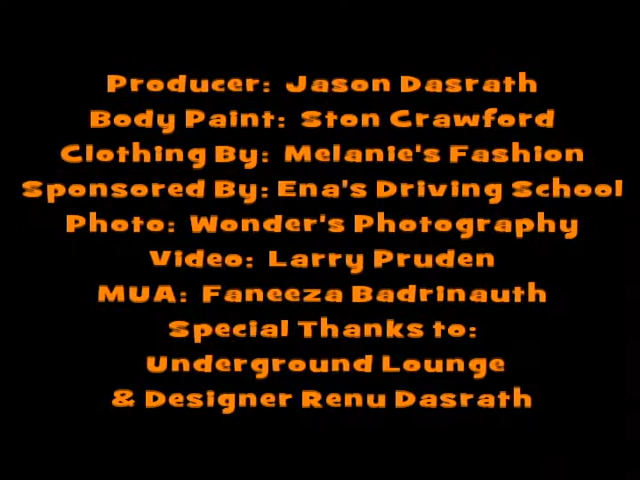 Producer: Jason Dasrath
Body Paint: Ston Crawford
Clothing By: Melanie's Fashion
Sponsored By: Ena's Driving School
Photo: Wonder's Photography
Video: Larry Pruden
MUA: Faneeza Badrinauth
Special Thanks to:
Underground Lounge
& Designer Renu Dasrath